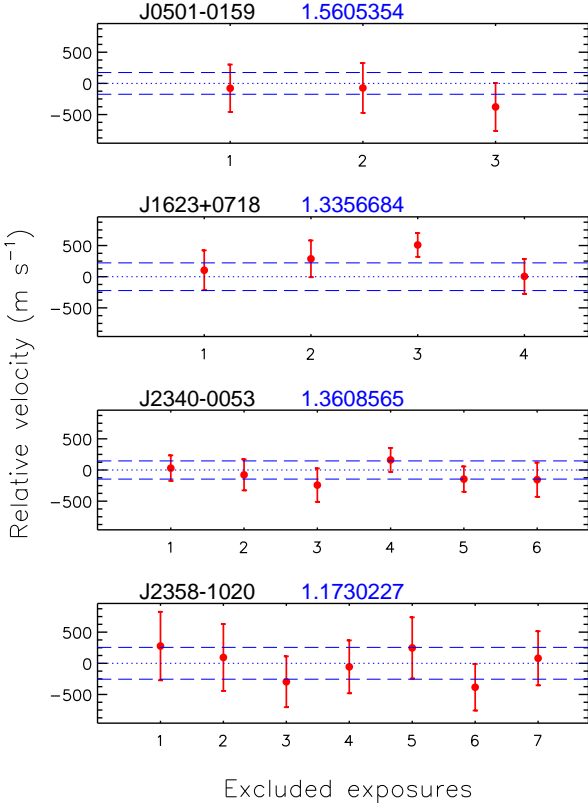 J0501-0159 1.5605354
500
0
−500
1 2 3
J1623+0718 1.3356684
500
0
−500
1 2 3 4
J2340-0053 1.3608565
500
0
−500
1 2 3 4 5 6
J2358-1020 1.1730227
500
0
−500
1 2 3 4 5 6 7
Relative velocity (m s⁻¹)
Excluded exposures